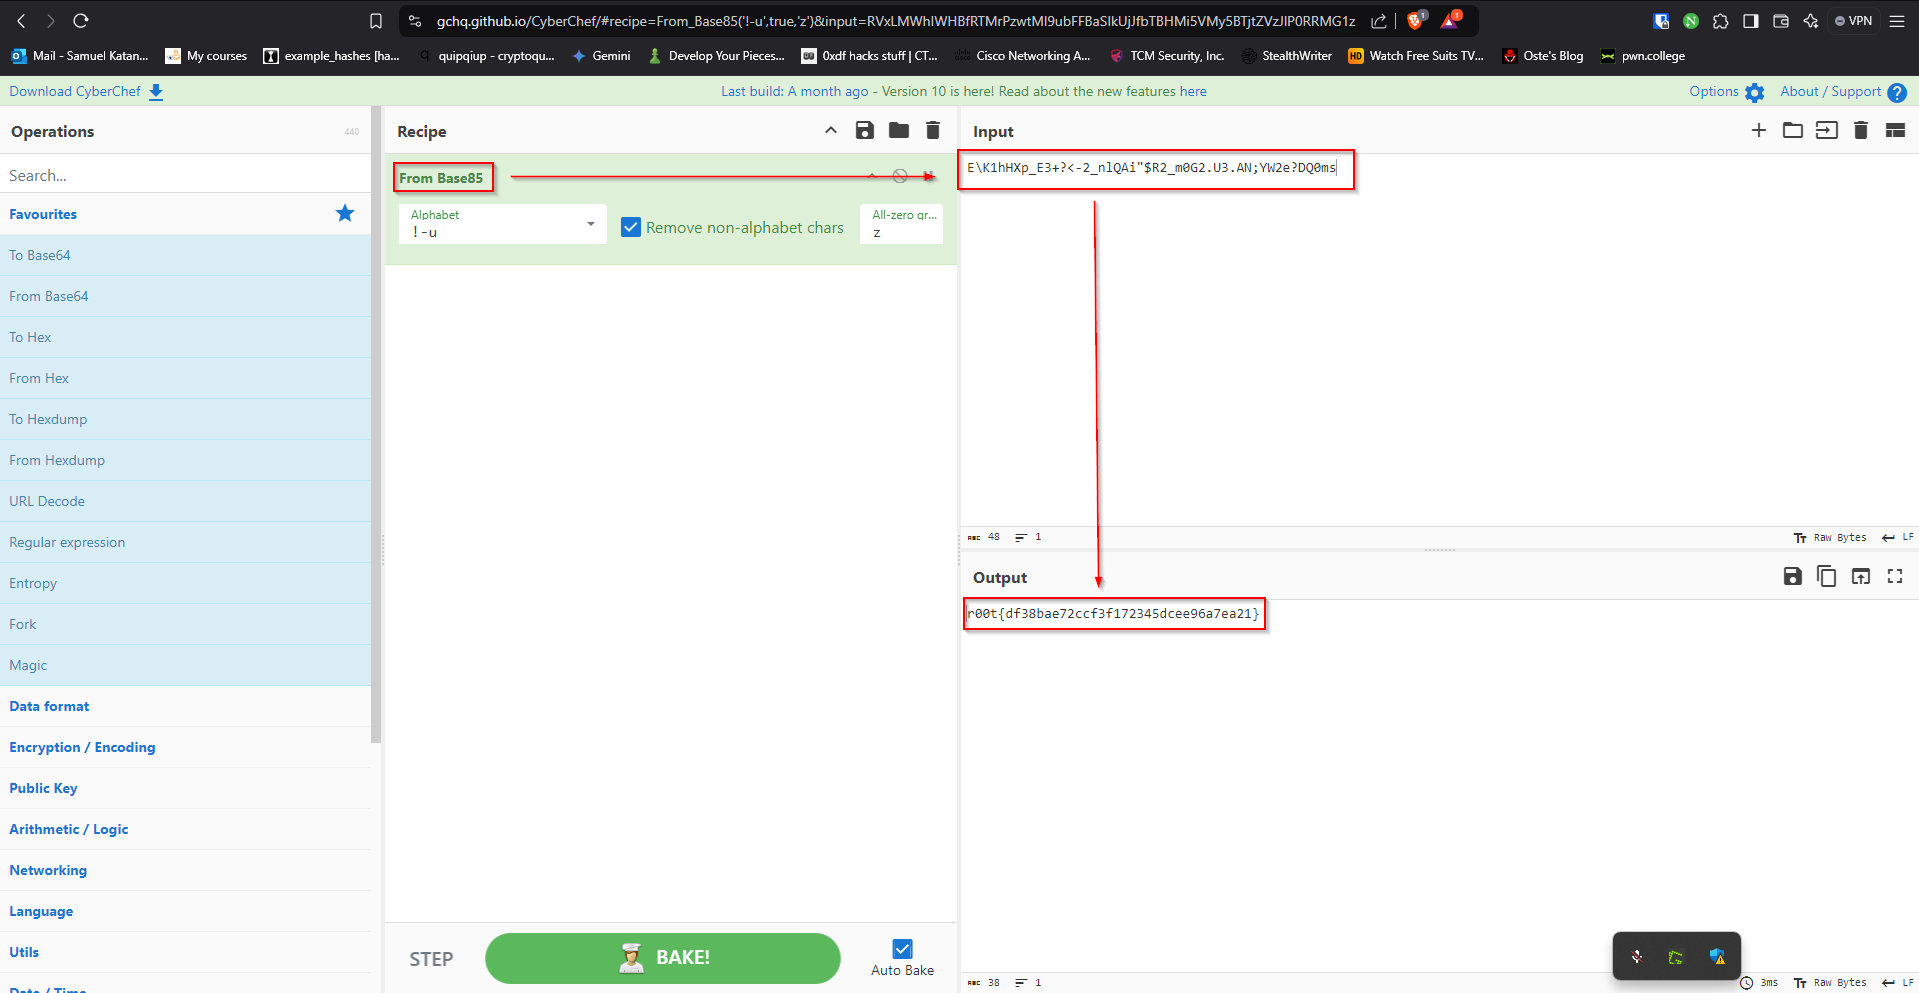 gchq.github.io/CyberChef/#recipe=From_Base85('!-u',true,'z')&input=RVxLMWhIWHBfRTMrPzwtMl9ubFFBaSIkUjJfbTBHMi5VMy5BTjtZVzJlP0RRMG1z
1
1
VPN
Mail - Samuel Katan...
My courses
example_hashes [ha...
quipqiup - cryptoqu...
Gemini
Develop Your Pieces...
0xdf hacks stuff | CT...
Cisco Networking A...
TCM Security, Inc.
StealthWriter
HD
Watch Free Suits TV...
Oste's Blog
pwn.college
Download CyberChef
Last build: A month ago - Version 10 is here! Read about the new features here
Options
About / Support
Operations
440
Search...
Favourites
To Base64
From Base64
To Hex
From Hex
To Hexdump
From Hexdump
URL Decode
Regular expression
Entropy
Fork
Magic
Data format
Encryption / Encoding
Public Key
Arithmetic / Logic
Networking
Language
Utils
Date / Time
Recipe
From Base85
Alphabet
!-u
Remove non-alphabet chars
All-zero gr...
z
STEP
BAKE!
Auto Bake
Input
E\K1hHXp_E3+?<-2_nlQAi"$R2_m0G2.U3.AN;YW2e?DQ0ms
48
1
Raw Bytes
LF
Output
r00t{df38bae72ccf3f172345dcee96a7ea21}
38
1
3ms
Raw Bytes
LF